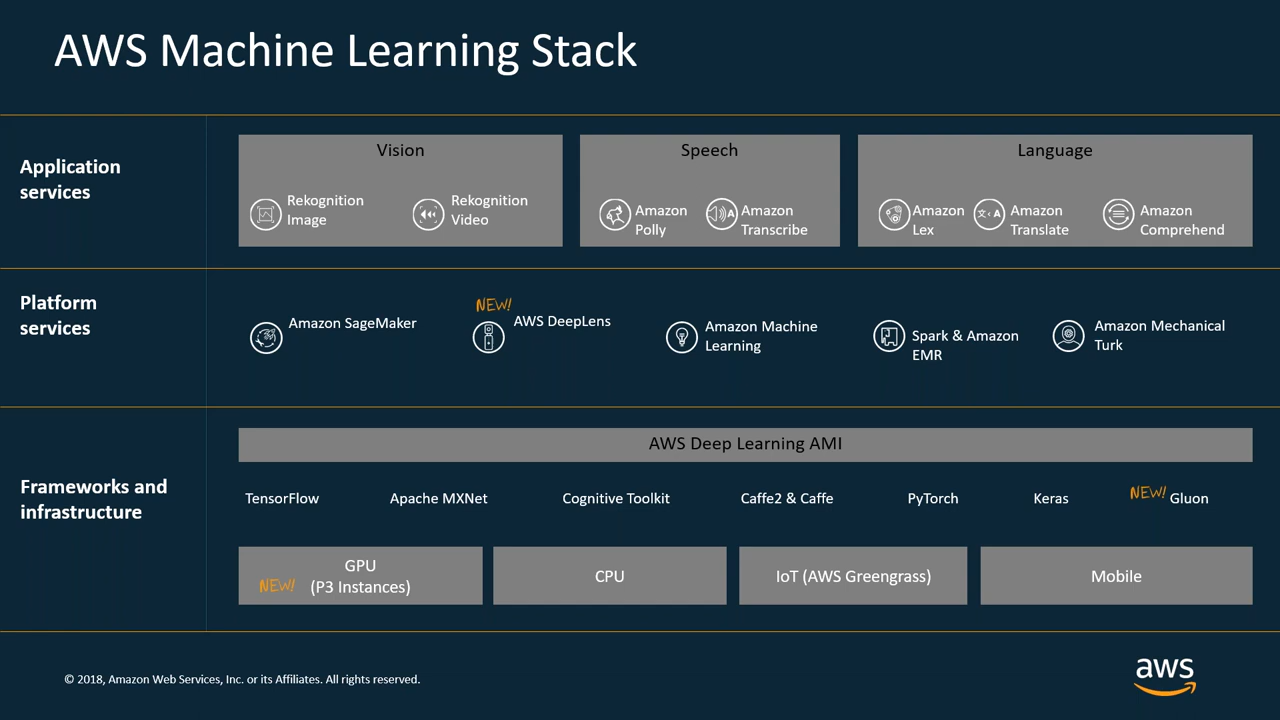 AWS Machine Learning Stack
Application
services
Vision
Rekognition
Image
Rekognition
Video
Speech
Amazon
Polly
Amazon
Transcribe
Language
Amazon
Lex
Amazon
Translate
Amazon
Comprehend
Platform
services
Amazon SageMaker
NEW!
AWS DeepLens
Amazon Machine
Learning
Spark & Amazon
EMR
Amazon Mechanical
Turk
Frameworks and
infrastructure
AWS Deep Learning AMI
TensorFlow
Apache MXNet
Cognitive Toolkit
Caffe2 & Caffe
PyTorch
Keras
NEW! Gluon
GPU
NEW! (P3 Instances)
CPU
IoT (AWS Greengrass)
Mobile
© 2018, Amazon Web Services, Inc. or its Affiliates. All rights reserved.
aws